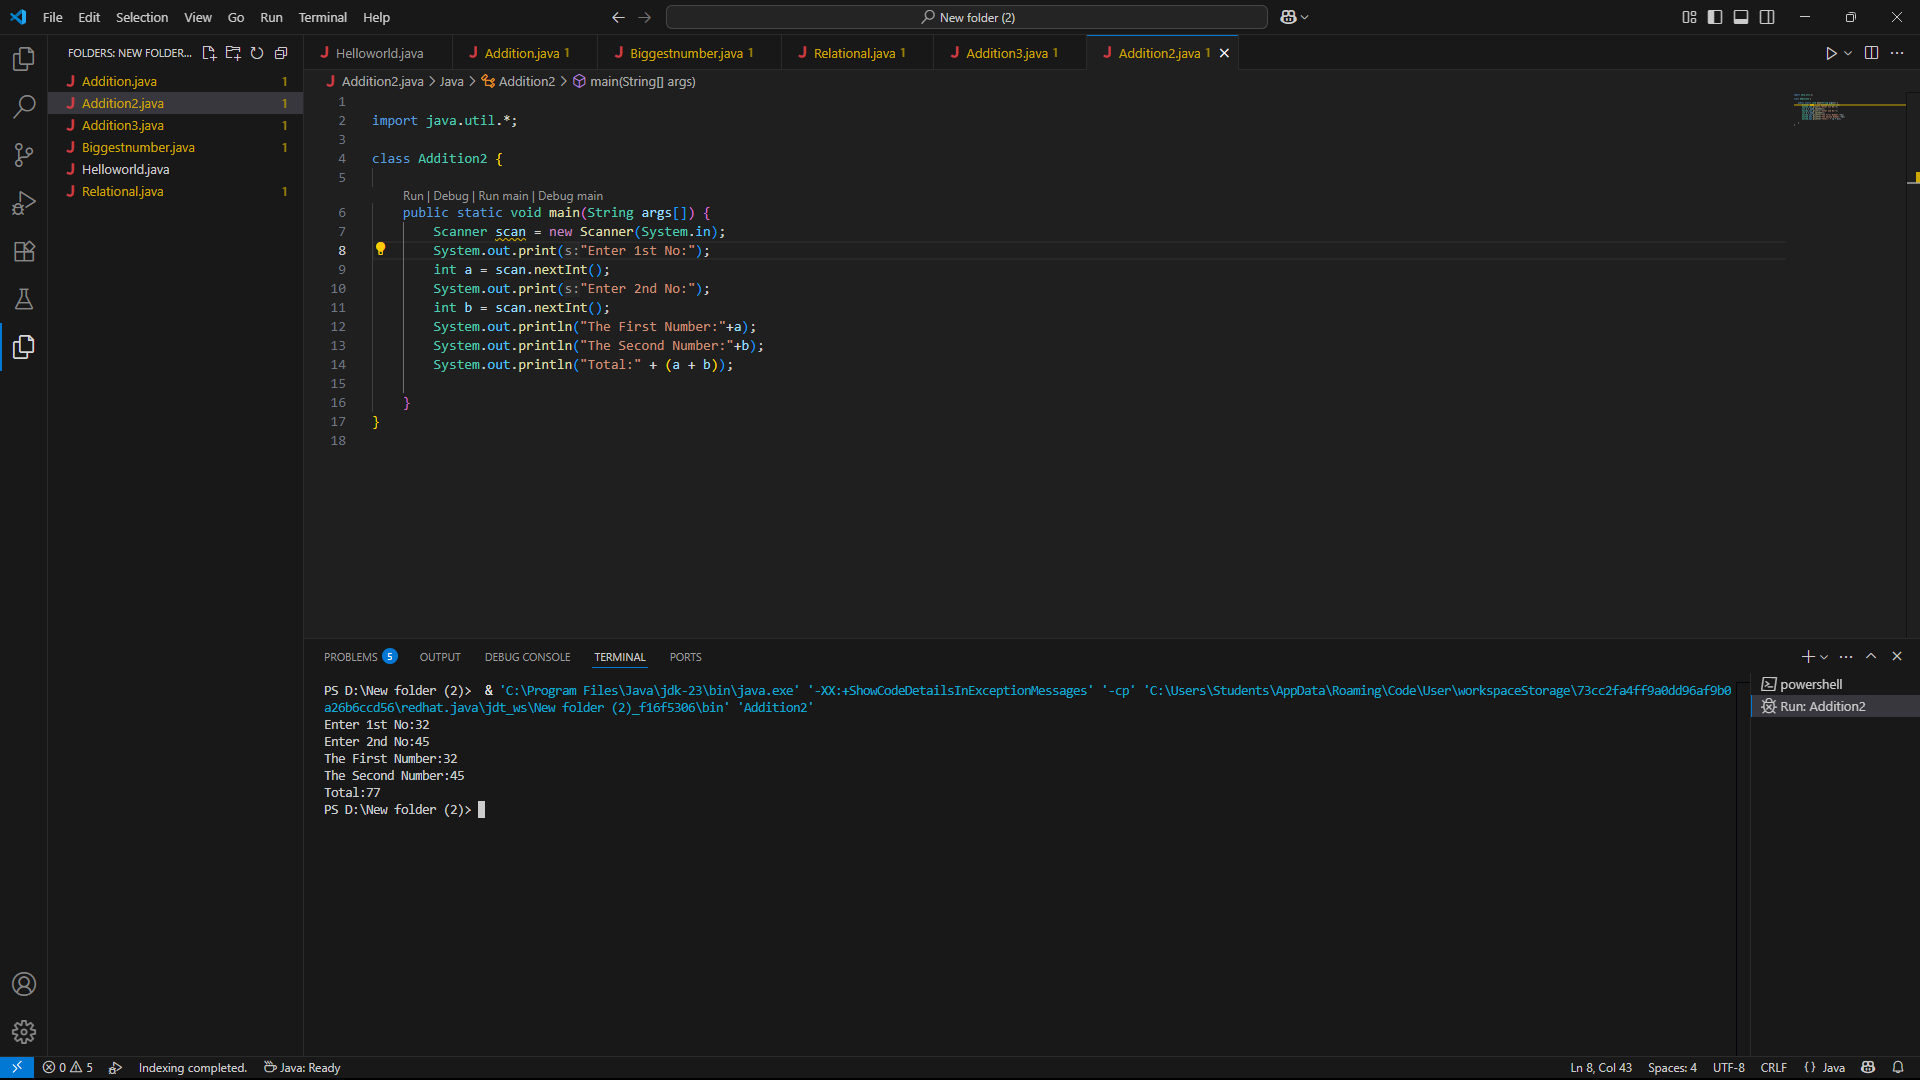 File Edit Selection View Go Run Terminal Help
New folder (2)
FOLDERS: NEW FOLDER...
Addition.java 1
Addition2.java 1
Addition3.java 1
Biggestnumber.java 1
Helloworld.java
Relational.java 1
Helloworld.java Addition.java 1 Biggestnumber.java 1 Relational.java 1 Addition3.java 1 Addition2.java 1
Addition2.java > Java > Addition2 > main(String[] args)
1
2 import java.util.*;
3
4 class Addition2 {
5
Run | Debug | Run main | Debug main
6 public static void main(String args[]) {
7 Scanner scan = new Scanner(System.in);
8 System.out.print(s:"Enter 1st No:");
9 int a = scan.nextInt();
10 System.out.print(s:"Enter 2nd No:");
11 int b = scan.nextInt();
12 System.out.println("The First Number:"+a);
13 System.out.println("The Second Number:"+b);
14 System.out.println("Total:" + (a + b));
15
16 }
17 }
18
PROBLEMS 5 OUTPUT DEBUG CONSOLE TERMINAL PORTS
PS D:\New folder (2)> & 'C:\Program Files\Java\jdk-23\bin\java.exe' '-XX:+ShowCodeDetailsInExceptionMessages' '-cp' 'C:\Users\Students\AppData\Roaming\Code\User\workspaceStorage\73cc2fa4ff9a0dd96af9b0
a26b6ccd56\redhat.java\jdt_ws\New folder (2)_f16f5306\bin' 'Addition2'
Enter 1st No:32
Enter 2nd No:45
The First Number:32
The Second Number:45
Total:77
PS D:\New folder (2)>
powershell
Run: Addition2
0 5 Indexing completed. Java: Ready
Ln 8, Col 43 Spaces: 4 UTF-8 CRLF {} Java